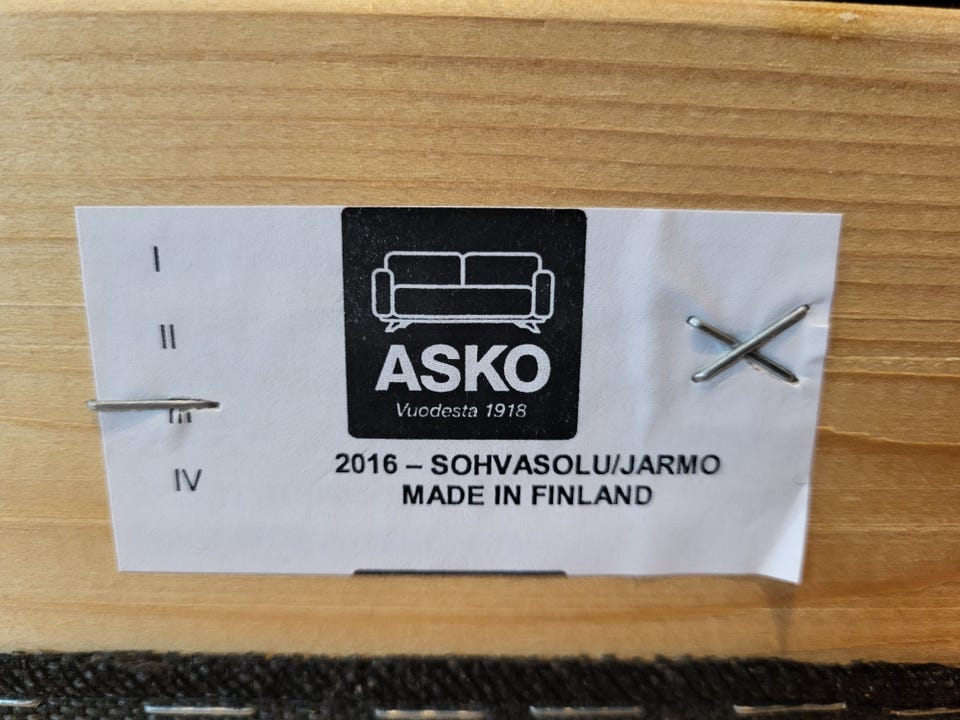 I
II
III
IV
ASKO
Vuodesta 1918
2016 – SOHVASOLU/JARMO
MADE IN FINLAND